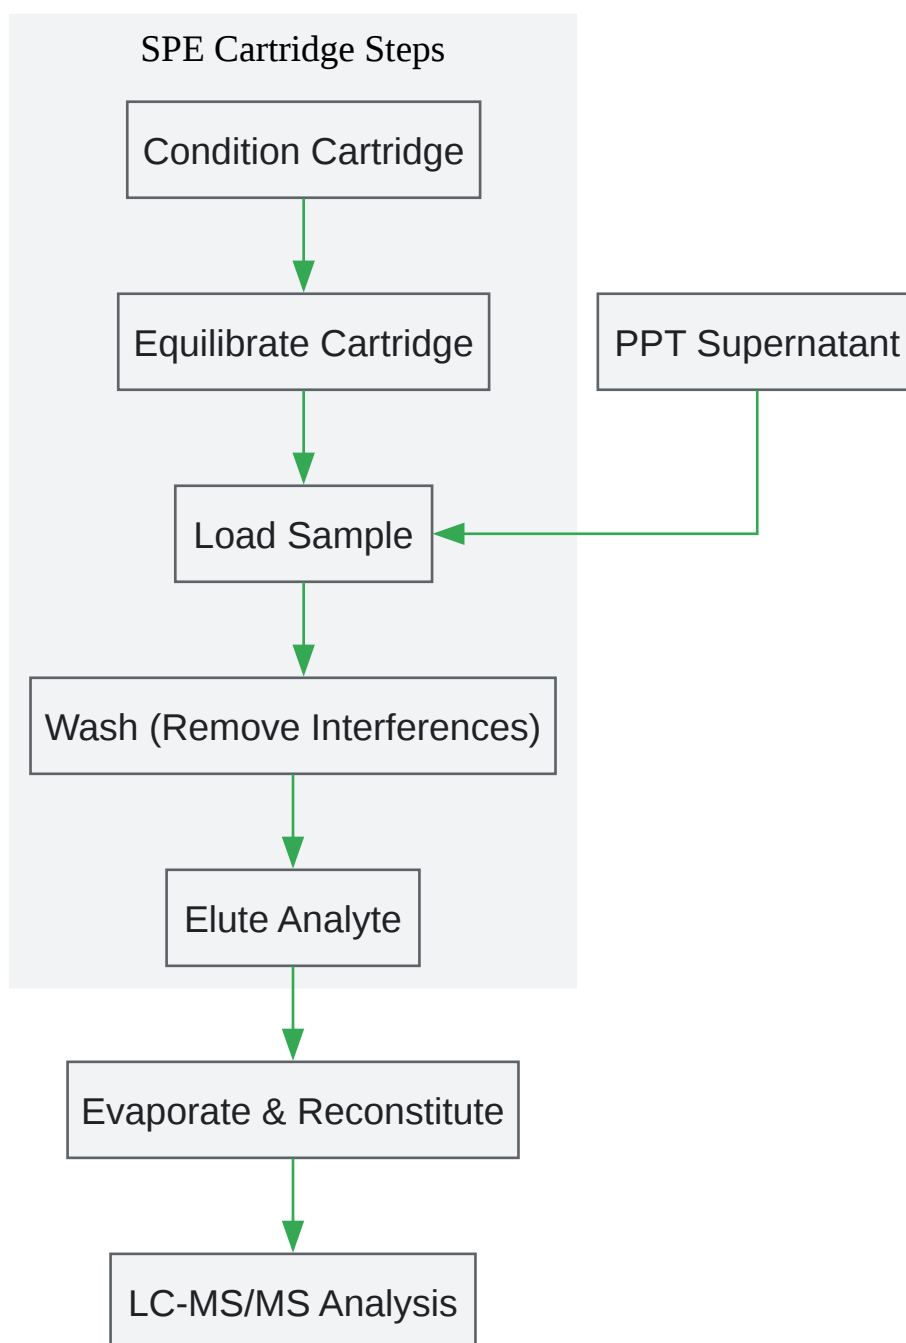 SPE Cartridge Steps
Condition Cartridge
Equilibrate Cartridge
PPT Supernatant
Load Sample
Wash (Remove Interferences)
Elute Analyte
Evaporate & Reconstitute
LC-MS/MS Analysis